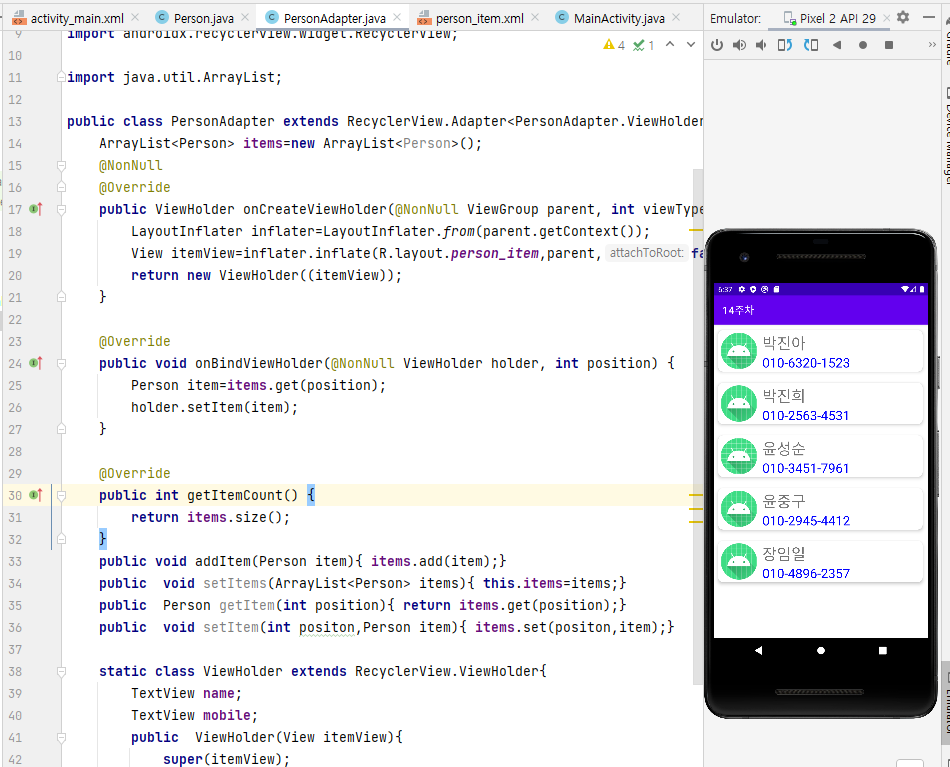 activity_main.xml Person.java PersonAdapter.java person_item.xml MainActivity.java Emulator: Pixel 2 API 29
9 import androidx.recyclerview.widget.RecyclerView;
4 1
10
11 import java.util.ArrayList;
12
13 public class PersonAdapter extends RecyclerView.Adapter<PersonAdapter.ViewHolder
14 ArrayList<Person> items=new ArrayList<Person>();
15 @NonNull
16 @Override
17 public ViewHolder onCreateViewHolder(@NonNull ViewGroup parent, int viewType
18 LayoutInflater inflater=LayoutInflater.from(parent.getContext());
19 View itemView=inflater.inflate(R.layout.person_item,parent, attachToRoot: fa
20 return new ViewHolder((itemView));
21 }
22
23 @Override
24 public void onBindViewHolder(@NonNull ViewHolder holder, int position) {
25 Person item=items.get(position);
26 holder.setItem(item);
27 }
28
29 @Override
30 public int getItemCount() {
31 return items.size();
32 }
33 public void addItem(Person item){ items.add(item);}
34 public void setItems(ArrayList<Person> items){ this.items=items;}
35 public Person getItem(int position){ return items.get(position);}
36 public void setItem(int positon,Person item){ items.set(positon,item);}
37
38 static class ViewHolder extends RecyclerView.ViewHolder{
39 TextView name;
40 TextView mobile;
41 public ViewHolder(View itemView){
42 super(itemView);
6:37
14주차
박진아
010-6320-1523
박진희
010-2563-4531
윤성순
010-3451-7961
윤중구
010-2945-4412
장임일
010-4896-2357